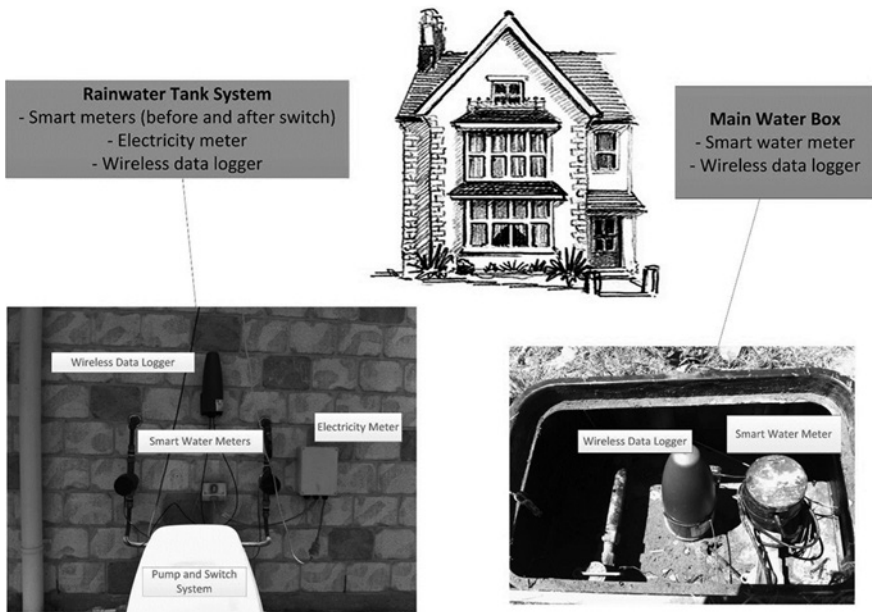 Rainwater Tank System
- Smart meters (before and after switch)
- Electricity meter
- Wireless data logger
Main Water Box
- Smart water meter
- Wireless data logger
Wireless Data Logger
Smart Water Meters
Electricity Meter
Pump and Switch
System
Wireless Data Logger
Smart Water Meter